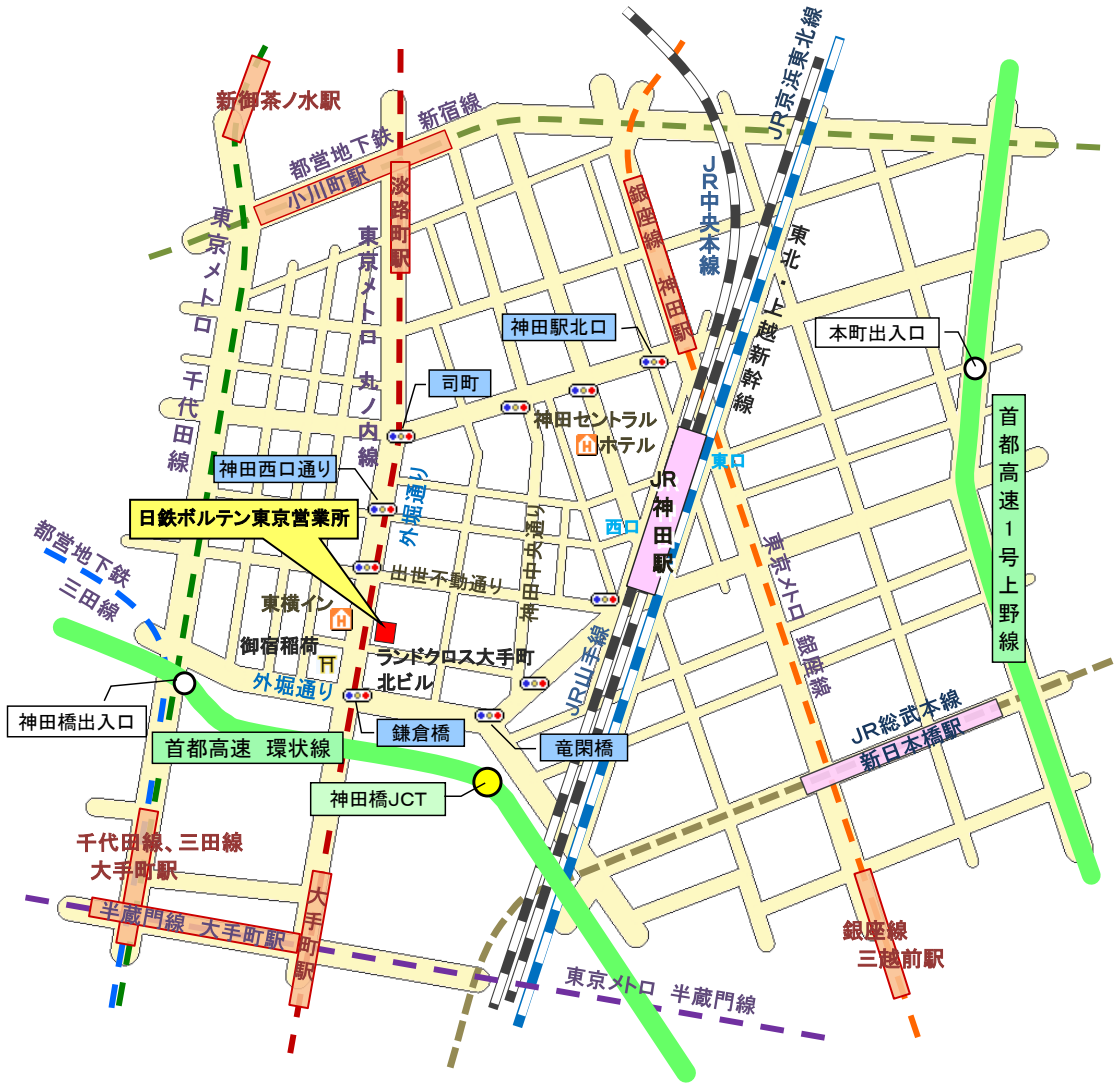 新御茶ノ水駅
都営地下鉄 新宿線
小川町駅
淡路町駅
東京メトロ 千代田線
東京メトロ 丸ノ内線
銀座線 神田駅
JR中央本線
JR京浜東北線
東北・上越新幹線
神田駅北口
本町出入口
司町
首都高速1号上野線
神田セントラル
ホテル
神田西口通り
外堀通り
東口
JR神田駅
西口
日鉄ボルテン東京営業所
神田中央通り
出世不動通り
東京メトロ 銀座線
都営地下鉄
三田線
東横イン
御宿稲荷
ランドクロス大手町
北ビル
外堀通り
JR山手線
神田橋出入口
鎌倉橋
竜閑橋
首都高速 環状線
神田橋JCT
JR総武本線
新日本橋駅
千代田線、三田線
大手町駅
半蔵門線 大手町駅
大手町駅
銀座線
三越前駅
東京メトロ 半蔵門線